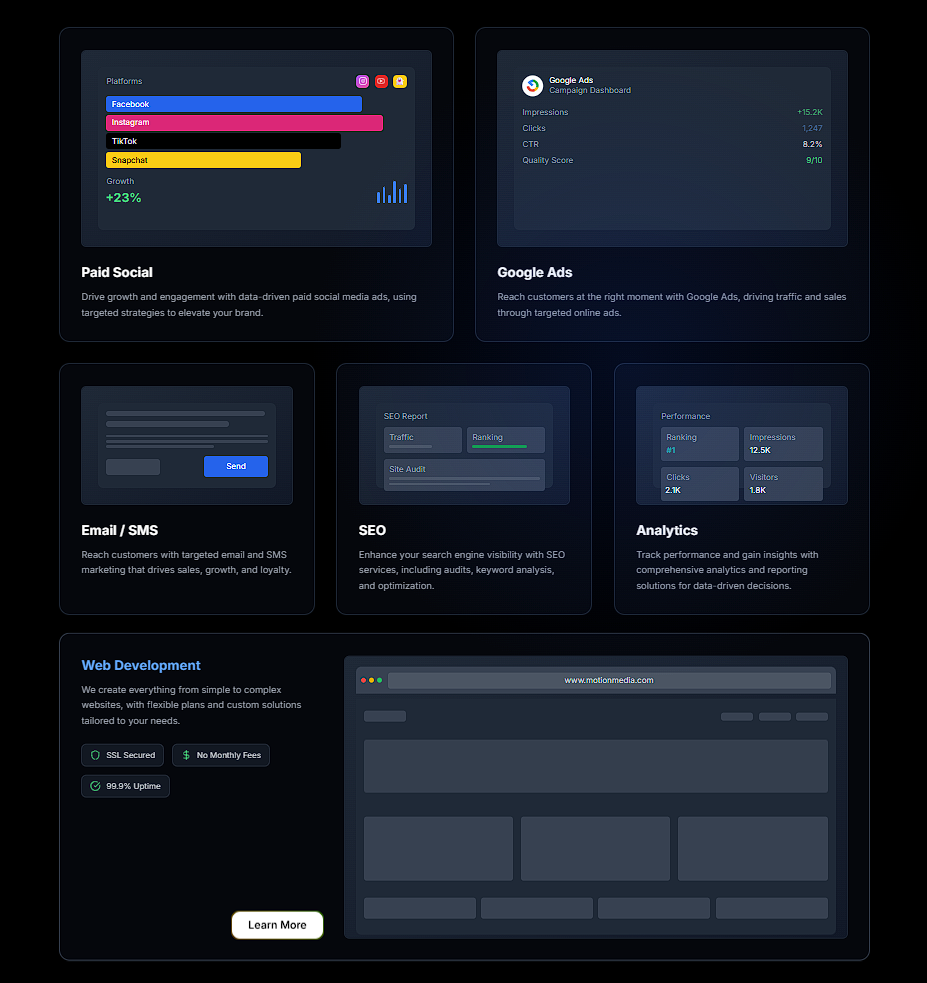 Platforms
Facebook
Instagram
TikTok
Snapchat
Growth
+23%
Paid Social
Drive growth and engagement with data-driven paid social media ads, using
targeted strategies to elevate your brand.
Google Ads
Campaign Dashboard
Impressions +15.2K
Clicks 1,247
CTR 8.2%
Quality Score 9/10
Google Ads
Reach customers at the right moment with Google Ads, driving traffic and sales
through targeted online ads.
Send
Email / SMS
Reach customers with targeted email and SMS
marketing that drives sales, growth, and loyalty.
SEO Report
Traffic Ranking
Site Audit
SEO
Enhance your search engine visibility with SEO
services, including audits, keyword analysis,
and optimization.
Performance
Ranking Impressions
#1 12.5K
Clicks Visitors
2.1K 1.8K
Analytics
Track performance and gain insights with
comprehensive analytics and reporting
solutions for data-driven decisions.
Web Development
We create everything from simple to complex
websites, with flexible plans and custom solutions
tailored to your needs.
SSL Secured No Monthly Fees
99.9% Uptime
Learn More
www.motionmedia.com